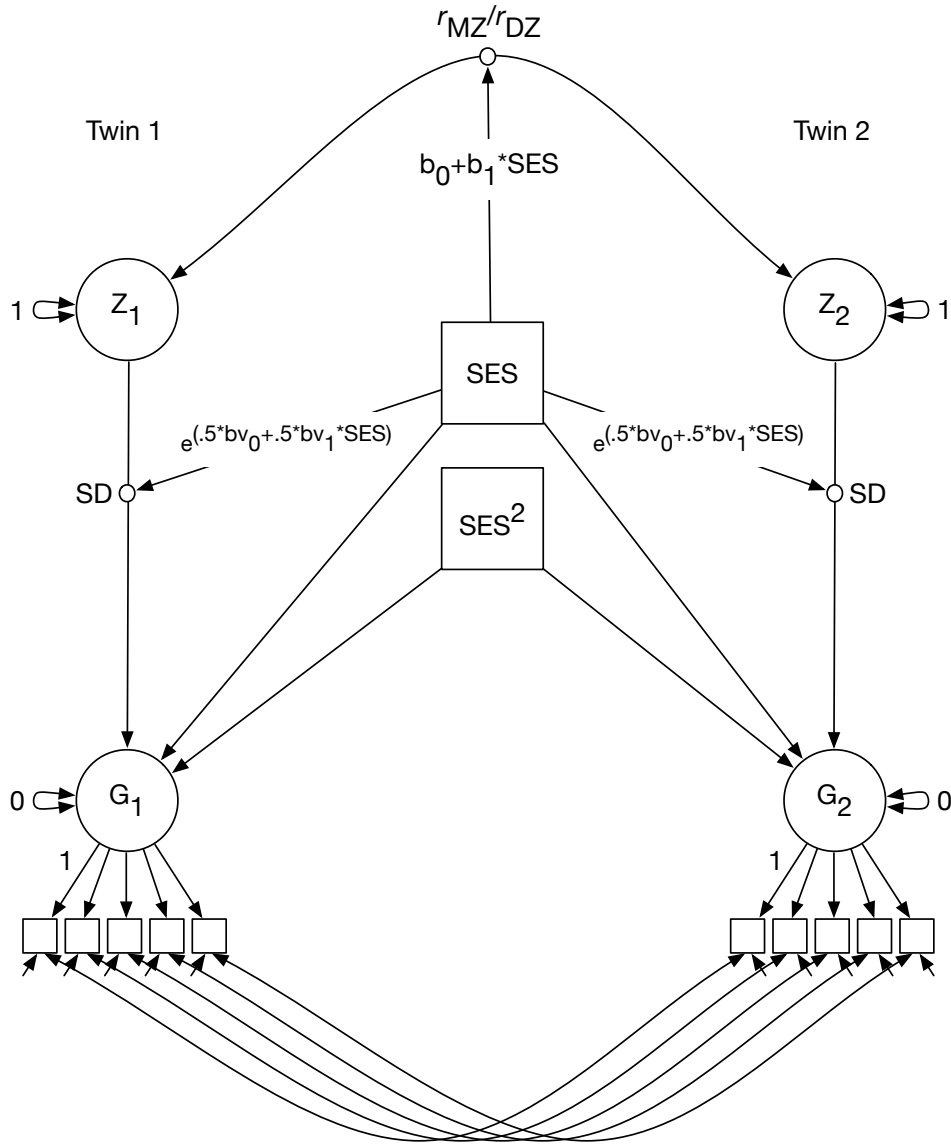 rMZ/rDZ
Twin 1
Twin 2
b0+b1*SES
1
Z1
Z2
1
SES
e(.5*bv0+.5*bv1*SES)
e(.5*bv0+.5*bv1*SES)
SD
SD
SES2
0
G1
G2
0
1
1